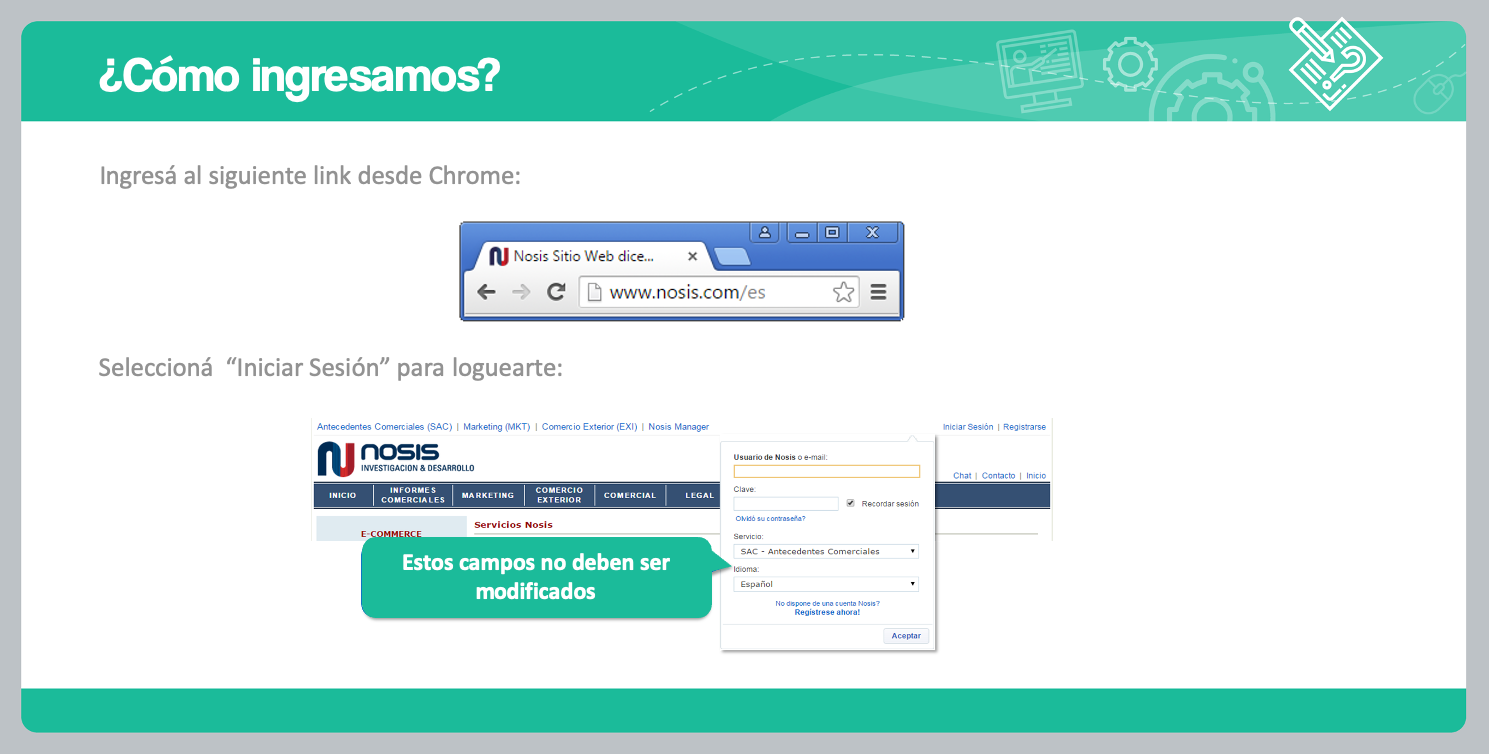 ¿Cómo ingresamos?
Ingresá al siguiente link desde Chrome:
Nosis Sitio Web dice...
www.nosis.com/es
Seleccioná “Iniciar Sesión” para loguearte:
Antecedentes Comerciales (SAC) | Marketing (MKT) | Comercio Exterior (EXI) | Nosis Manager
Iniciar Sesión | Registrarse
NOSIS
INVESTIGACION & DESARROLLO
Chat | Contacto | Inicio
INICIO
INFORMES
COMERCIALES
MARKETING
COMERCIO
EXTERIOR
COMERCIAL
LEGAL
E-COMMERCE
Servicios Nosis
Usuario de Nosis o e-mail:
Clave:
Recordar sesión
Olvidó su contraseña?
Servicio:
SAC - Antecedentes Comerciales
Idioma:
Español
No dispone de una cuenta Nosis?
Regístrese ahora!
Aceptar
Estos campos no deben ser
modificados